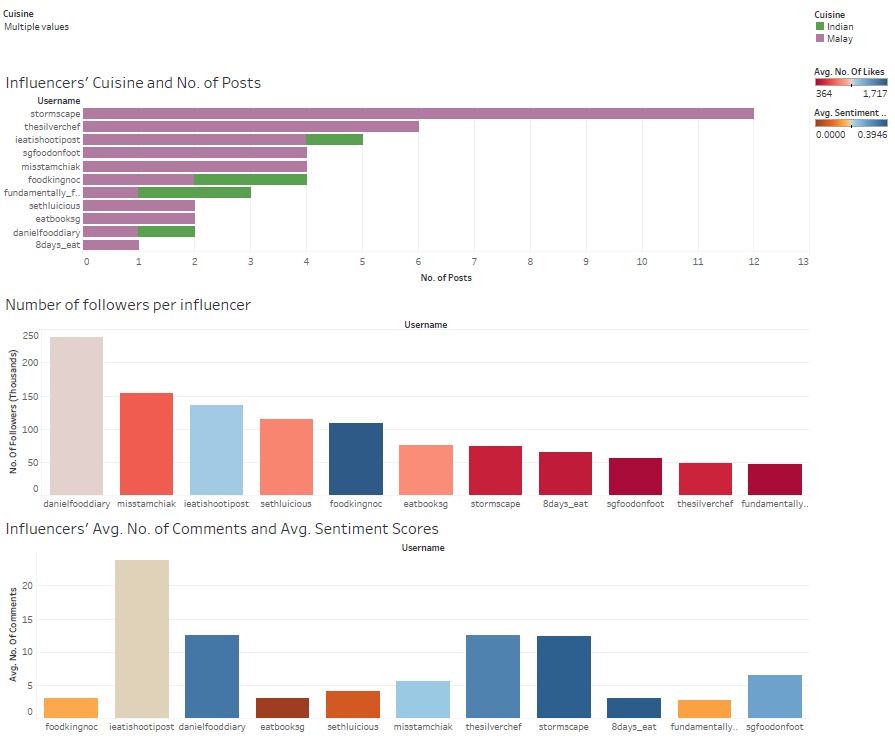 Cuisine
Multiple values
Cuisine
Indian
Malay
Avg. No. Of Likes
364 1,717
Avg. Sentiment ..
0.0000 0.3946
Influencers’ Cuisine and No. of Posts
Username
stormscape
thesilverchef
ieatishootipost
sgfoodonfoot
misstamchiak
foodkingnoc
fundamentally_f..
sethluicious
eatbooksg
danielfooddiary
8days_eat
0 1 2 3 4 5 6 7 8 9 10 11 12 13
No. of Posts
Number of followers per influencer
Username
No. Of Followers (Thousands)
250
200
150
100
50
0
danielfooddiary misstamchiak ieatishootipost sethluicious foodkingnoc eatbooksg stormscape 8days_eat sgfoodonfoot thesilverchef fundamentally..
Influencers’ Avg. No. of Comments and Avg. Sentiment Scores
Username
Avg. No. Of Comments
20
15
10
5
0
foodkingnoc ieatishootipost danielfooddiary eatbooksg sethluicious misstamchiak thesilverchef stormscape 8days_eat fundamentally.. sgfoodonfoot